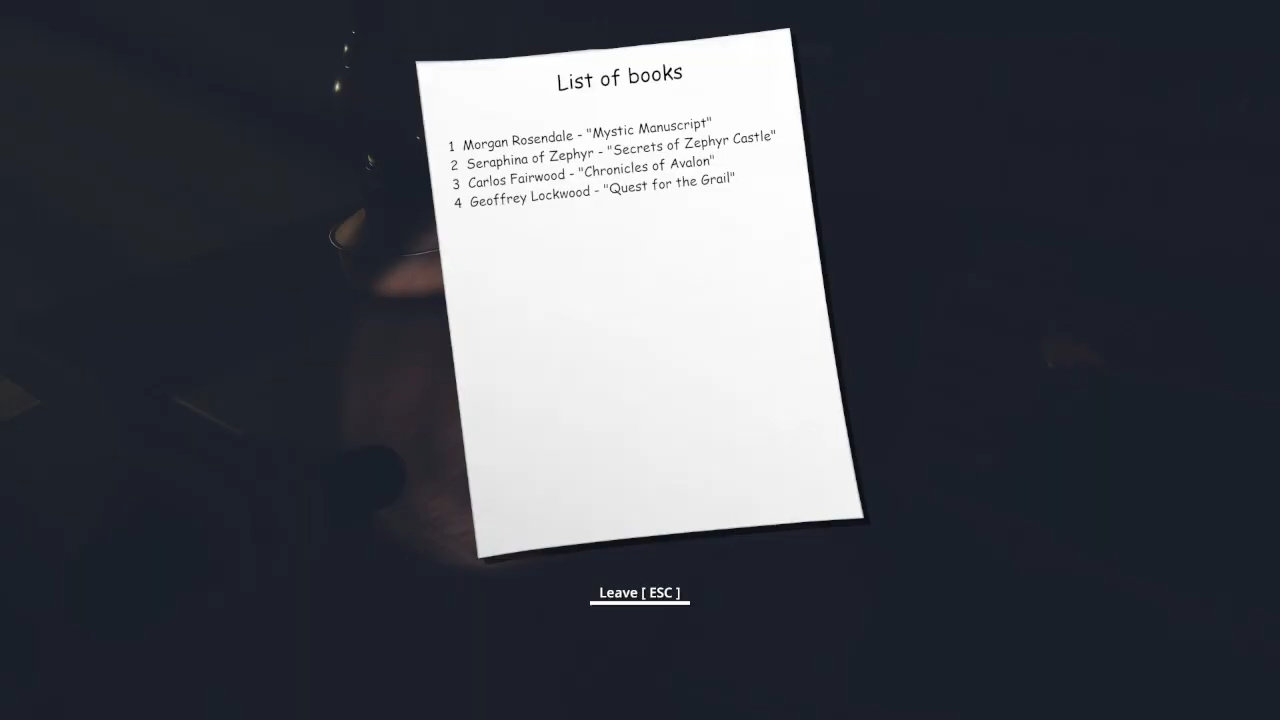 List of books
1 Morgan Rosendale - "Mystic Manuscript"
2 Seraphina of Zephyr - "Secrets of Zephyr Castle"
3 Carlos Fairwood - "Chronicles of Avalon"
4 Geoffrey Lockwood - "Quest for the Grail"
Leave [ ESC ]